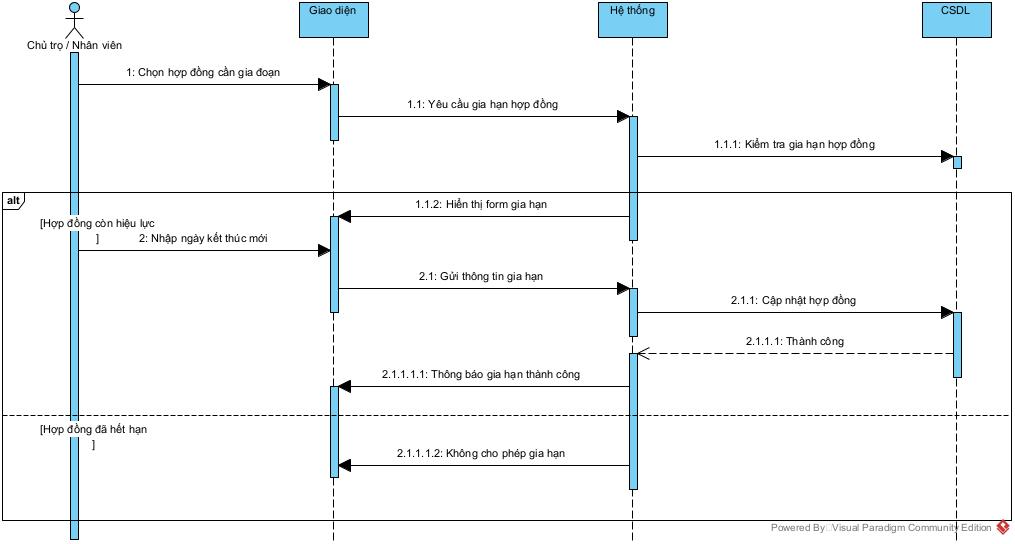 Giao diện
Hệ thống
CSDL
Chủ trọ / Nhân viên
1: Chọn hợp đồng cần gia đoạn
1.1: Yêu cầu gia hạn hợp đồng
1.1.1: Kiểm tra gia hạn hợp đồng
alt
1.1.2: Hiển thị form gia hạn
[Hợp đồng còn hiệu lực
]
2: Nhập ngày kết thúc mới
2.1: Gửi thông tin gia hạn
2.1.1: Cập nhật hợp đồng
2.1.1.1: Thành công
2.1.1.1.1: Thông báo gia hạn thành công
[Hợp đồng đã hết hạn
]
2.1.1.1.2: Không cho phép gia hạn
Powered By Visual Paradigm Community Edition